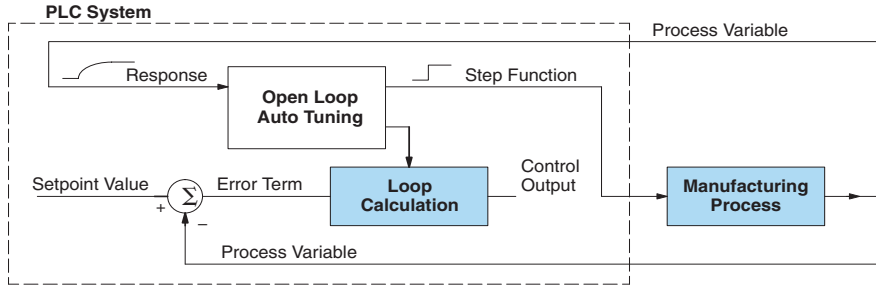 PLC System
Process Variable
Response
Step Function
Open Loop
Auto Tuning
Setpoint Value
+
Σ
−
Error Term
Loop
Calculation
Control
Output
Manufacturing
Process
Process Variable